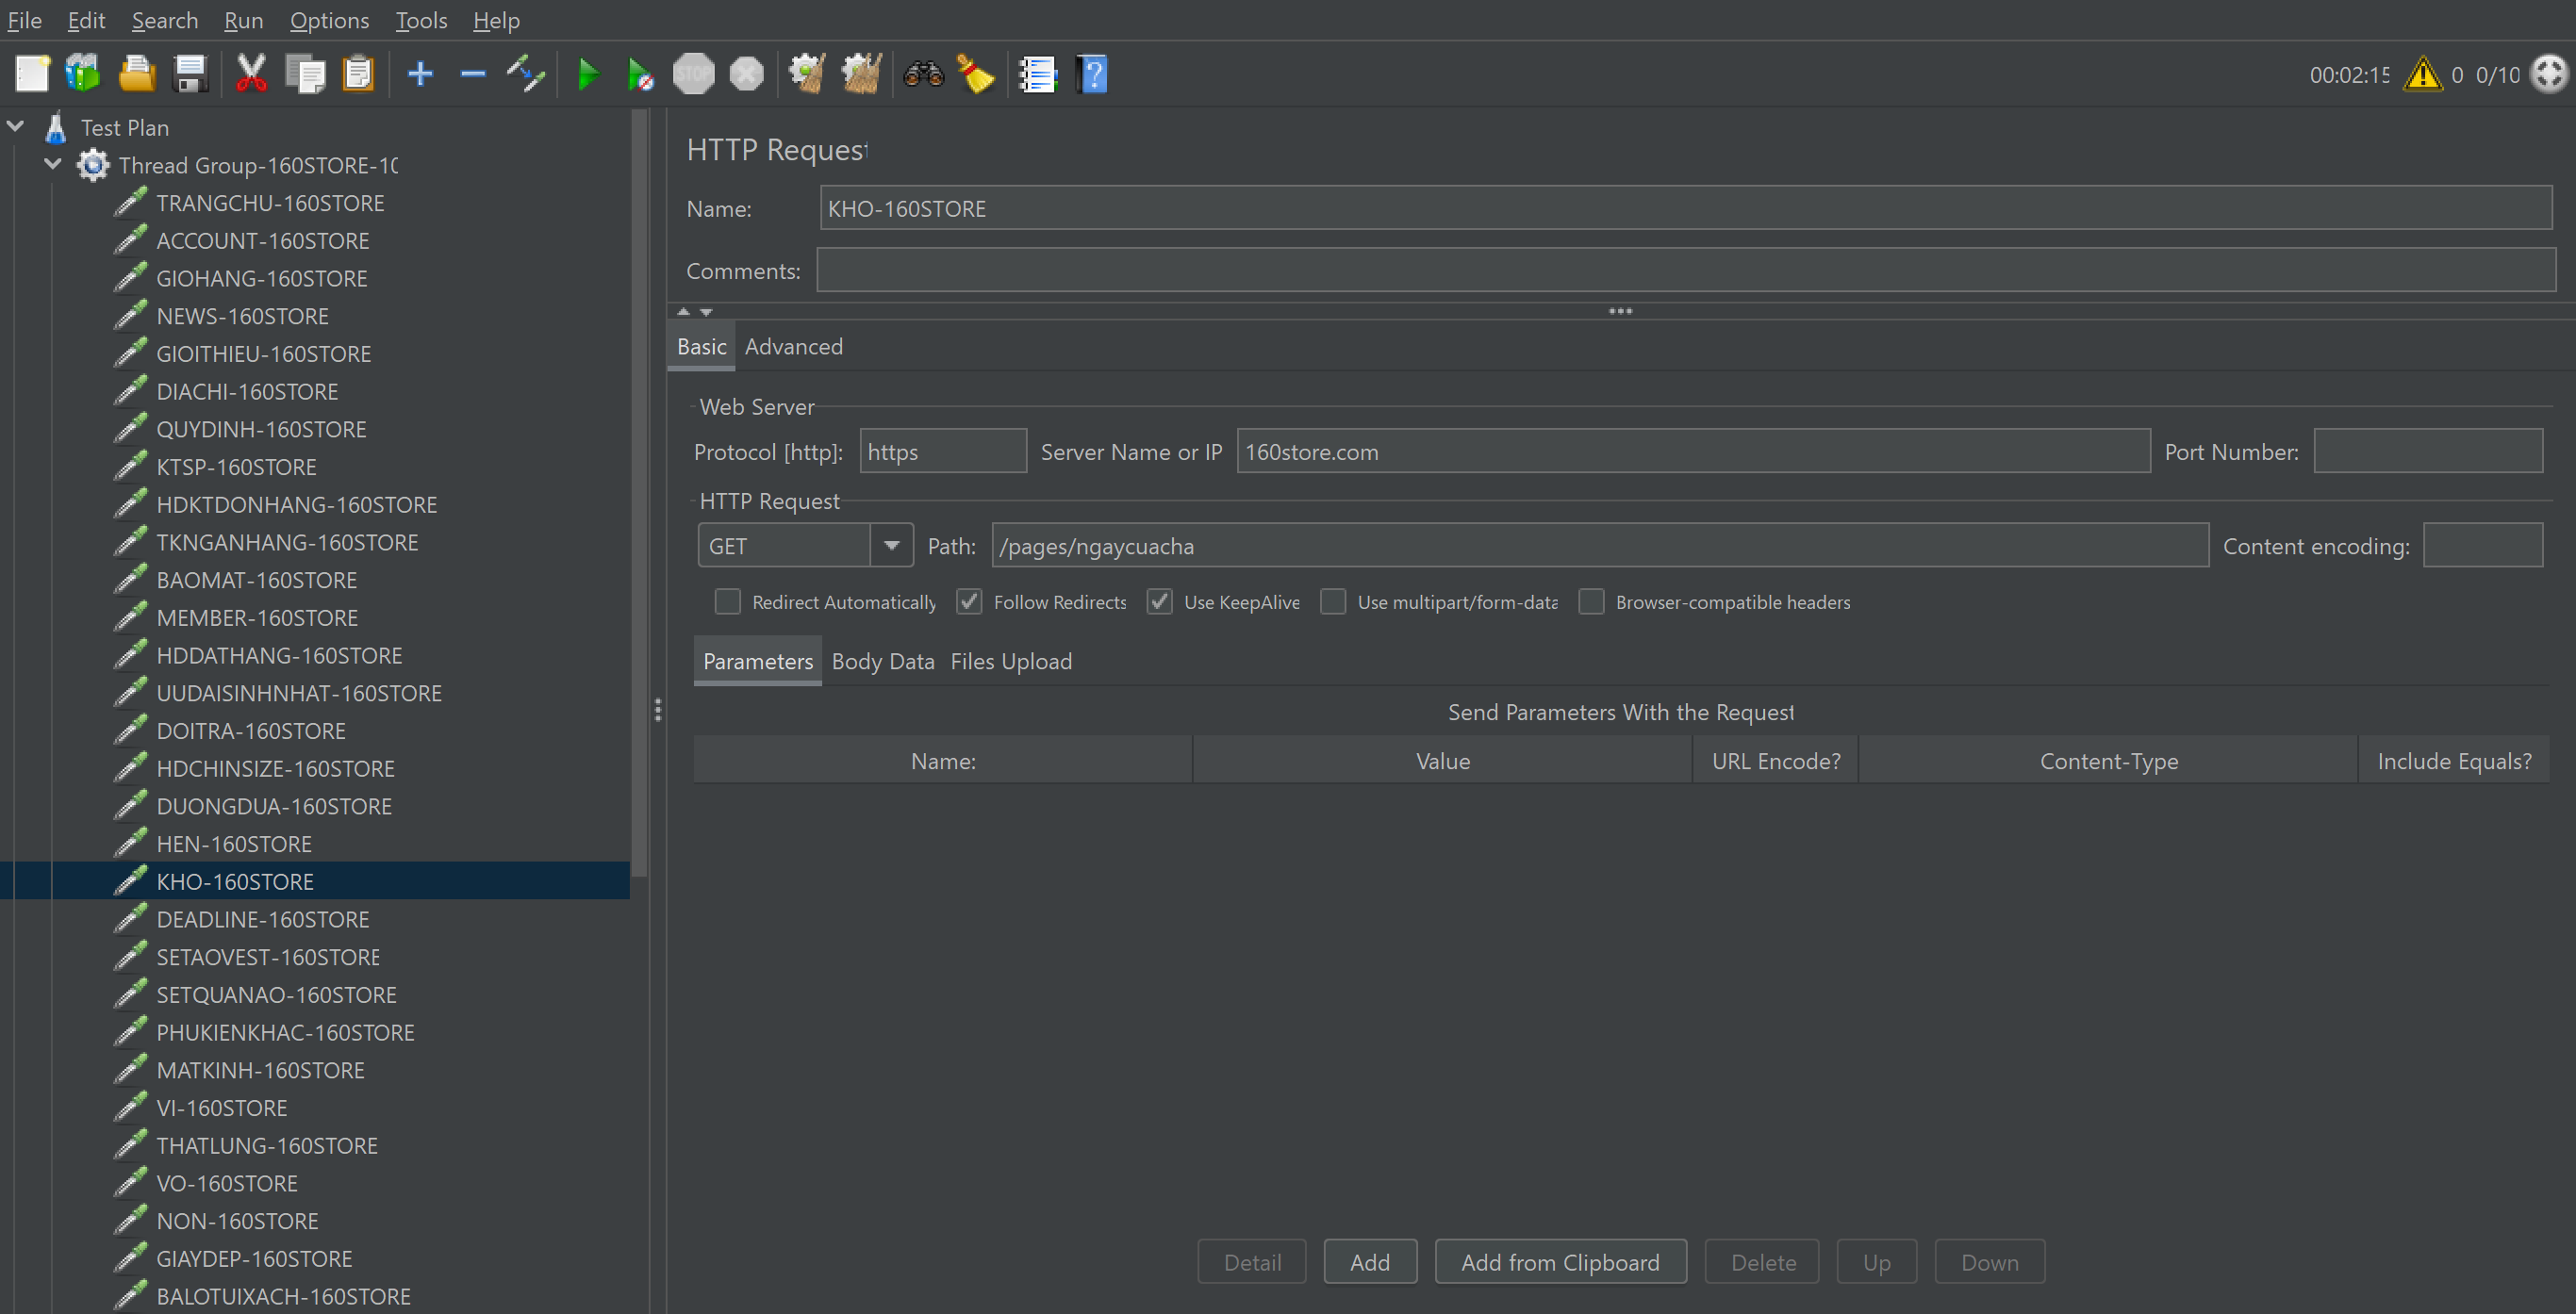 File Edit Search Run Options Tools Help
STOP 00:02:15 0 0/10
Test Plan
Thread Group-160STORE-10
TRANGCHU-160STORE
ACCOUNT-160STORE
GIOHANG-160STORE
NEWS-160STORE
GIOITHIEU-160STORE
DIACHI-160STORE
QUYDINH-160STORE
KTSP-160STORE
HDKTDONHANG-160STORE
TKNGANHANG-160STORE
BAOMAT-160STORE
MEMBER-160STORE
HDDATHANG-160STORE
UUDAISINHNHAT-160STORE
DOITRA-160STORE
HDCHINSIZE-160STORE
DUONGDUA-160STORE
HEN-160STORE
KHO-160STORE
DEADLINE-160STORE
SETAOVEST-160STORE
SETQUANAO-160STORE
PHUKIENKHAC-160STORE
MATKINH-160STORE
VI-160STORE
THATLUNG-160STORE
VO-160STORE
NON-160STORE
GIAYDEP-160STORE
BALOTUIXACH-160STORE
HTTP Request
Name: KHO-160STORE
Comments:
Basic Advanced
Web Server
Protocol [http]: https Server Name or IP 160store.com Port Number:
HTTP Request
GET Path: /pages/ngaycuacha Content encoding:
Redirect Automatically Follow Redirects Use KeepAlive Use multipart/form-data Browser-compatible headers
Parameters Body Data Files Upload
Send Parameters With the Request
Name: Value URL Encode? Content-Type Include Equals?
Detail Add Add from Clipboard Delete Up Down